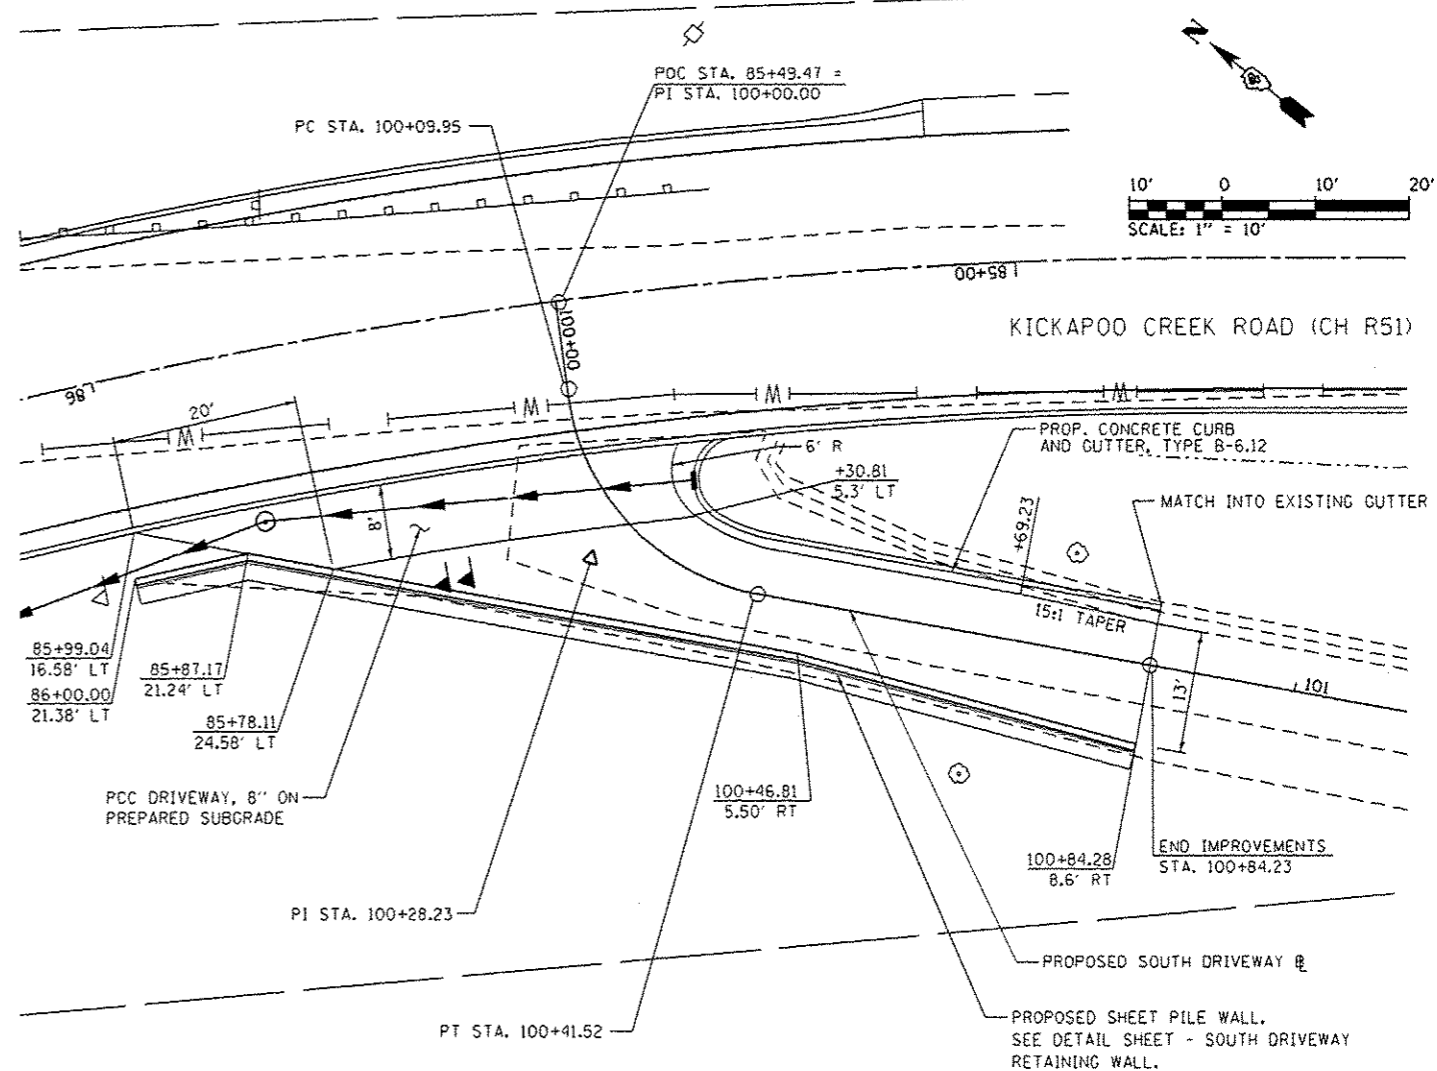 N
POC STA. 85+49.47 =
PI STA. 100+00.00
PC STA. 100+09.95
10' 0 10' 20'
SCALE: 1" = 10'
185+00
100+00
KICKAPOO CREEK ROAD (CH R51)
186
20'
W
W
W
W
PROP. CONCRETE CURB
AND GUTTER, TYPE B-6.12
6' R
+30.81
5.3' LT
MATCH INTO EXISTING GUTTER
+69.23
8'
15:1 TAPER
85+99.04
16.58' LT
86+00.00
21.38' LT
85+87.17
21.24' LT
85+78.11
24.58' LT
13'
101
PCC DRIVEWAY, 8" ON
PREPARED SUBGRADE
100+46.81
5.50' RT
100+84.28
8.6' RT
END IMPROVEMENTS
STA. 100+84.23
PI STA. 100+28.23
PROPOSED SOUTH DRIVEWAY ⅊
PT STA. 100+41.52
PROPOSED SHEET PILE WALL.
SEE DETAIL SHEET - SOUTH DRIVEWAY
RETAINING WALL.